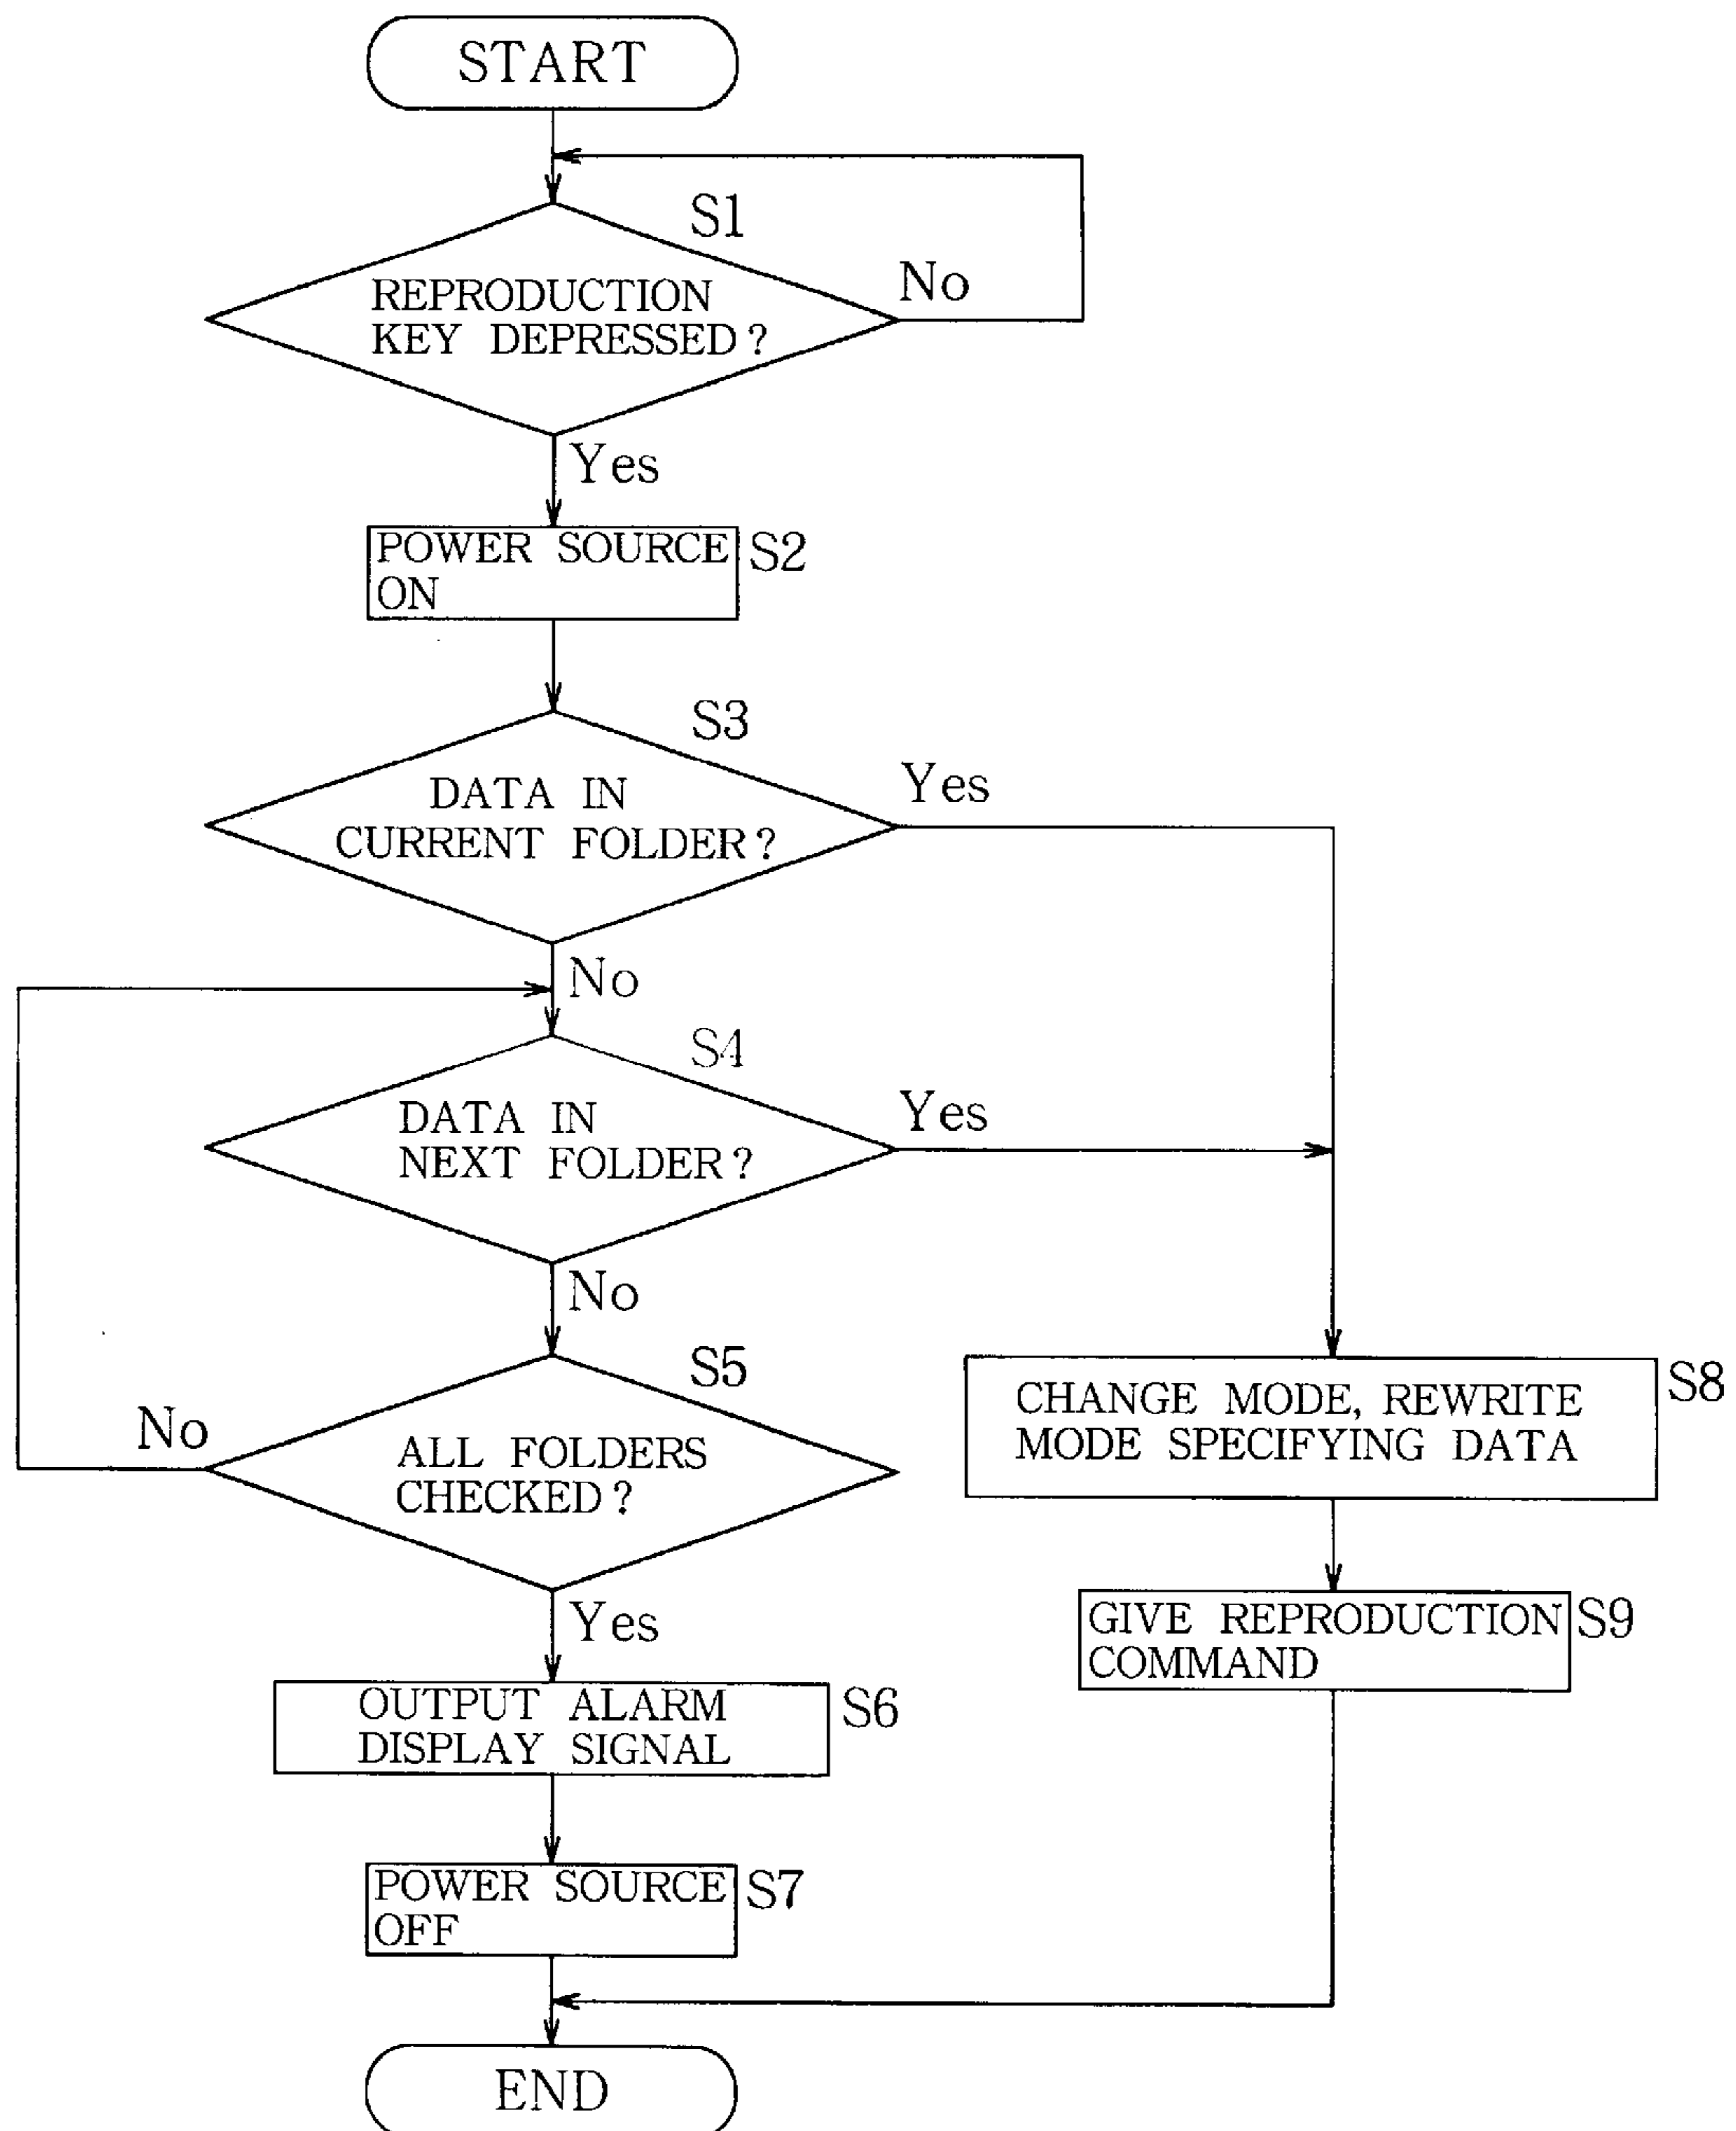 START
S1
No
REPRODUCTION
KEY DEPRESSED?
Yes
POWER SOURCE
ON
S2
S3
Yes
DATA IN
CURRENT FOLDER?
No
S4
Yes
DATA IN
NEXT FOLDER?
No
S5
No
ALL FOLDERS
CHECKED?
S8
CHANGE MODE, REWRITE
MODE SPECIFYING DATA
Yes
GIVE REPRODUCTION
COMMAND
S9
OUTPUT ALARM
DISPLAY SIGNAL
S6
POWER SOURCE
OFF
S7
END